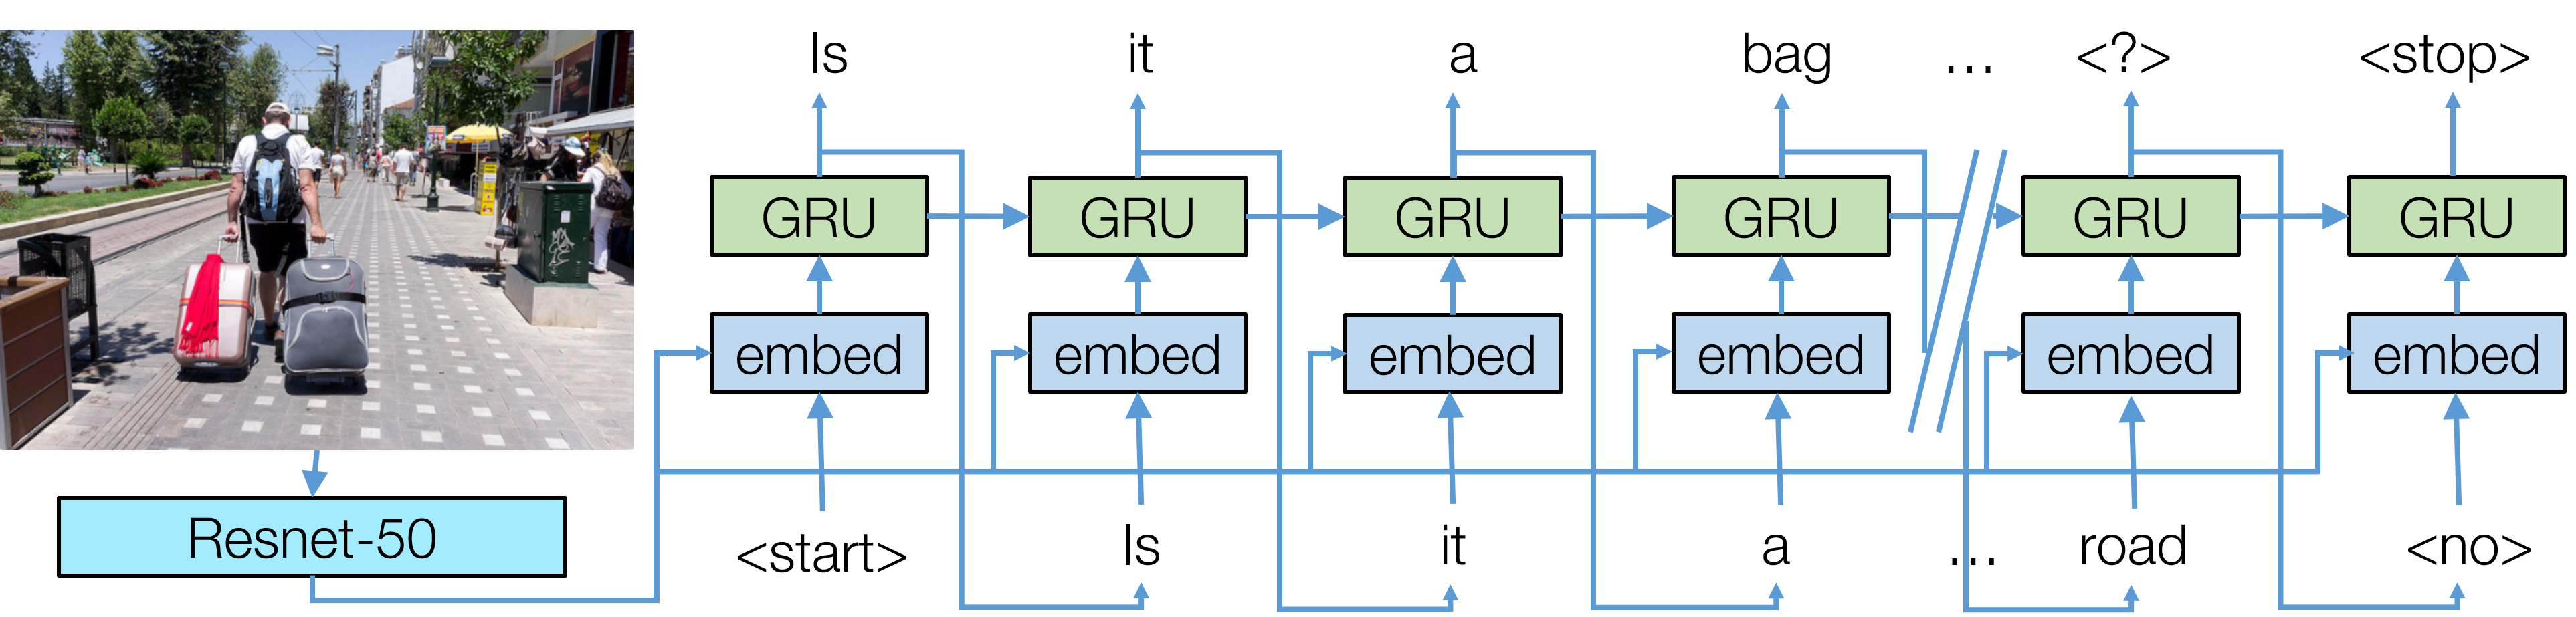 Is it a bag ... <?> <stop>
GRU GRU GRU GRU GRU GRU
embed embed embed embed embed embed
Resnet-50
<start> Is it a ... road <no>